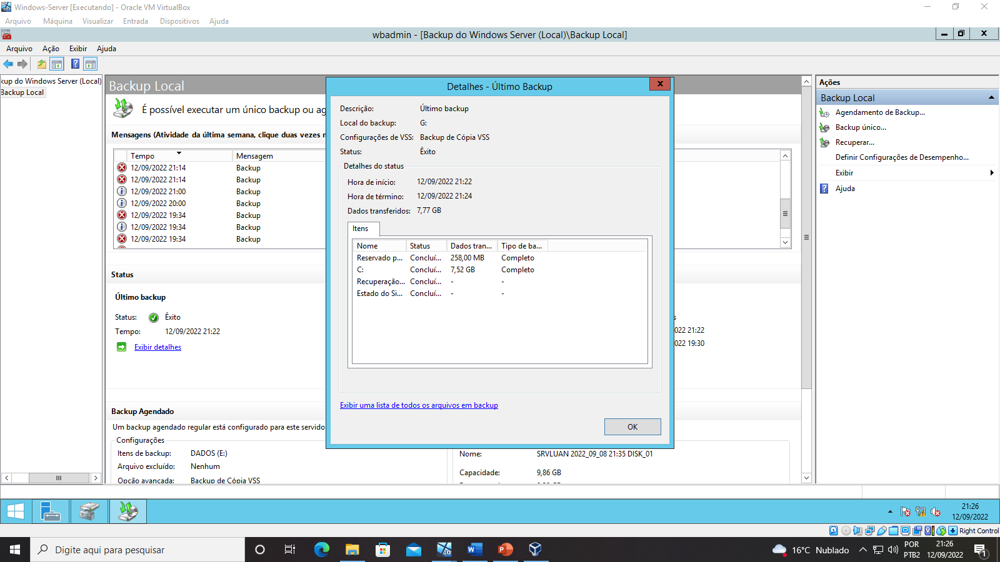 Windows-Server [Executando] - Oracle VM VirtualBox
Arquivo Máquina Visualizar Entrada Dispositivos Ajuda
wbadmin - [Backup do Windows Server (Local)\Backup Local]
Arquivo Ação Exibir Ajuda
kup do Windows Server (Local)
Backup Local
Backup Local
É possível executar um único backup ou ag
Mensagens (Atividade da última semana, clique duas vezes n
Tempo Mensagem
12/09/2022 21:14 Backup
12/09/2022 21:14 Backup
12/09/2022 21:00 Backup
12/09/2022 20:00 Backup
12/09/2022 19:34 Backup
12/09/2022 19:34 Backup
12/09/2022 19:34 Backup
Status
Último backup
Status: Êxito
Tempo: 12/09/2022 21:22
Exibir detalhes
s
022 21:22
022 19:30
Backup Agendado
Um backup agendado regular está configurado para este servido
Configurações
Itens de backup: DADOS (E:)
Arquivo excluído: Nenhum
Opção avançada: Backup de Cópia VSS
Nome: SRVLUAN 2022_09_08 21:35 DISK_01
Capacidade: 9,86 GB
Detalhes - Último Backup
Descrição: Último backup
Local do backup: G:
Configurações de VSS: Backup de Cópia VSS
Status: Êxito
Detalhes do status
Hora de início: 12/09/2022 21:22
Hora de término: 12/09/2022 21:24
Dados transferidos: 7,77 GB
Itens
Nome Status Dados tran... Tipo de ba...
Reservado p... Concluí... 258,00 MB Completo
C: Concluí... 7,52 GB Completo
Recuperação... Concluí... - -
Estado do Si... Concluí... - -
Exibir uma lista de todos os arquivos em backup
OK
Ações
Backup Local
Agendamento de Backup...
Backup único...
Recuperar...
Definir Configurações de Desempenho...
Exibir
Ajuda
21:26
12/09/2022
Right Control
Digite aqui para pesquisar
16°C Nublado
POR
PTB2
21:26
12/09/2022
1